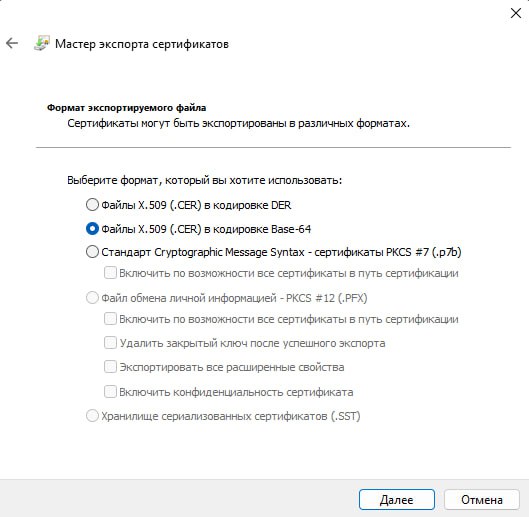 Мастер экспорта сертификатов
Формат экспортируемого файла
Сертификаты могут быть экспортированы в различных форматах.
Выберите формат, который вы хотите использовать:
Файлы X.509 (.CER) в кодировке DER
Файлы X.509 (.CER) в кодировке Base-64
Стандарт Cryptographic Message Syntax - сертификаты PKCS #7 (.p7b)
Включить по возможности все сертификаты в путь сертификации
Файл обмена личной информацией - PKCS #12 (.PFX)
Включить по возможности все сертификаты в путь сертификации
Удалить закрытый ключ после успешного экспорта
Экспортировать все расширенные свойства
Включить конфиденциальность сертификата
Хранилище сериализованных сертификатов (.SST)
Далее
Отмена